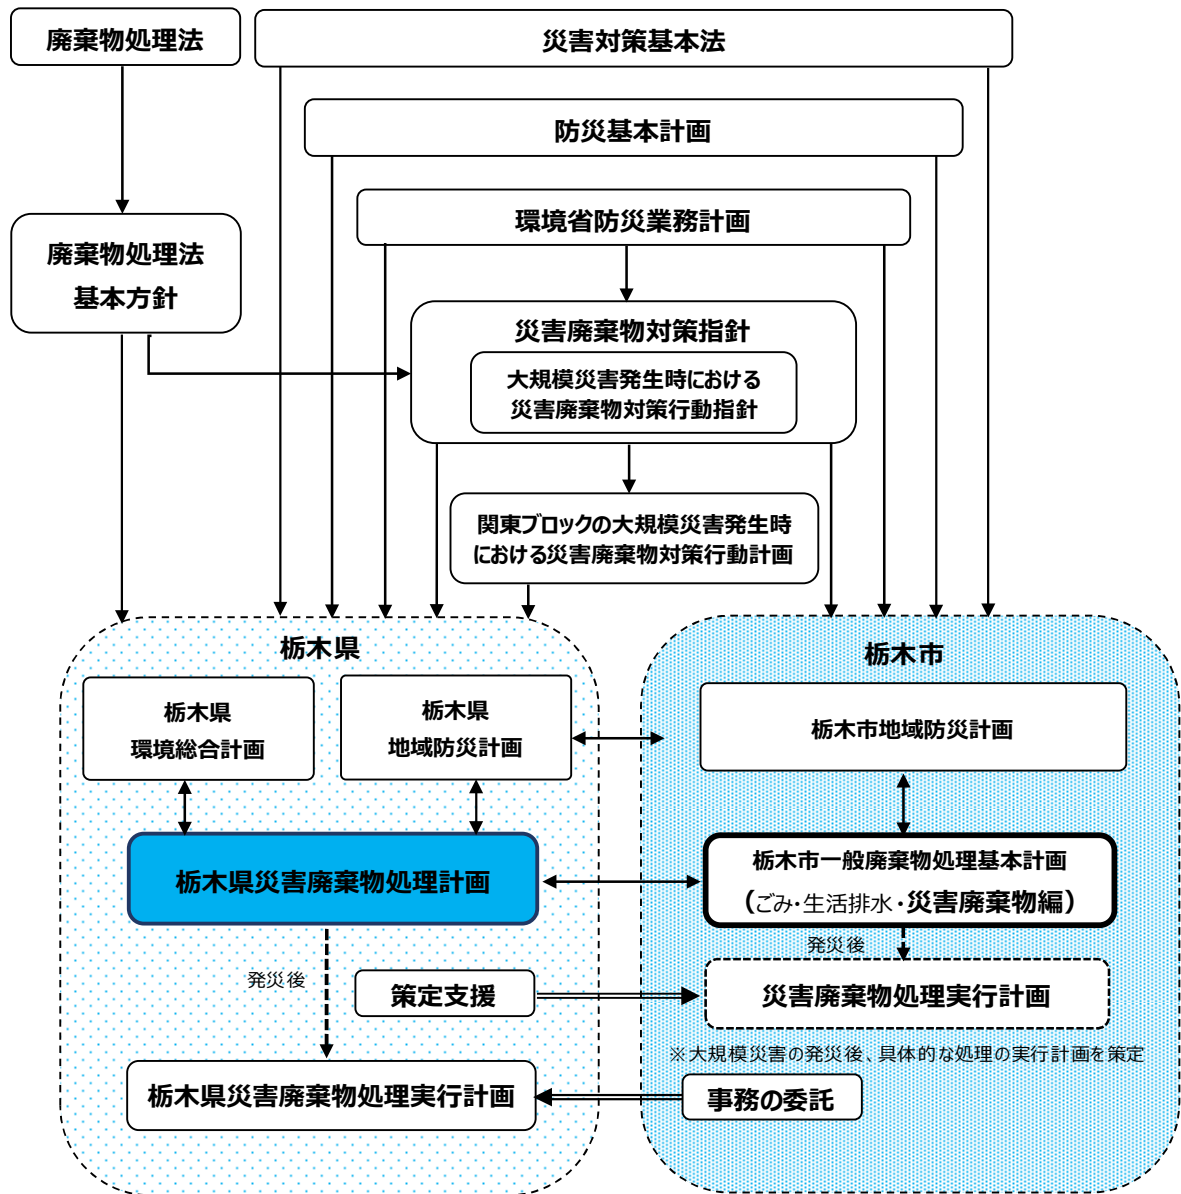 廃棄物処理法
災害対策基本法
防災基本計画
環境省防災業務計画
廃棄物処理法
基本方針
災害廃棄物対策指針
大規模災害発生時における
災害廃棄物対策行動指針
関東ブロックの大規模災害発生時
における災害廃棄物対策行動計画
栃木県
栃木県
環境総合計画
栃木県
地域防災計画
栃木県災害廃棄物処理計画
発災後
策定支援
栃木県災害廃棄物処理実行計画
栃木市
栃木市地域防災計画
栃木市一般廃棄物処理基本計画
（ごみ・生活排水・災害廃棄物編）
発災後
災害廃棄物処理実行計画
※大規模災害の発災後、具体的な処理の実行計画を策定
事務の委託